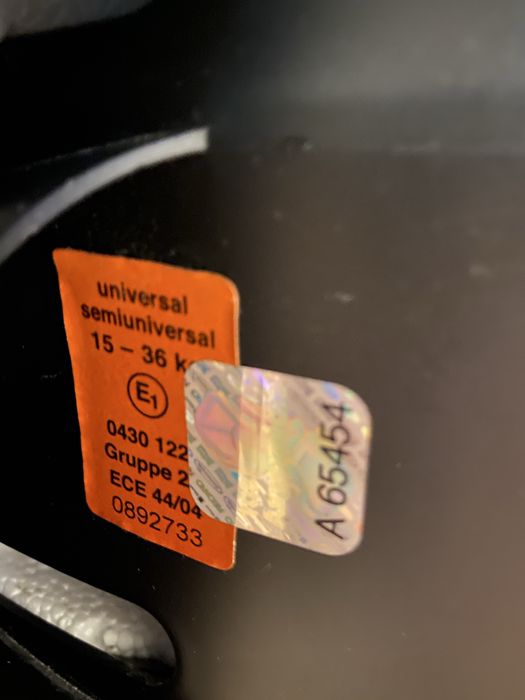 universal
semiuniversal
15 – 36
E1
0430 122
Gruppe 2
ECE 44/04
0892733
A 65454